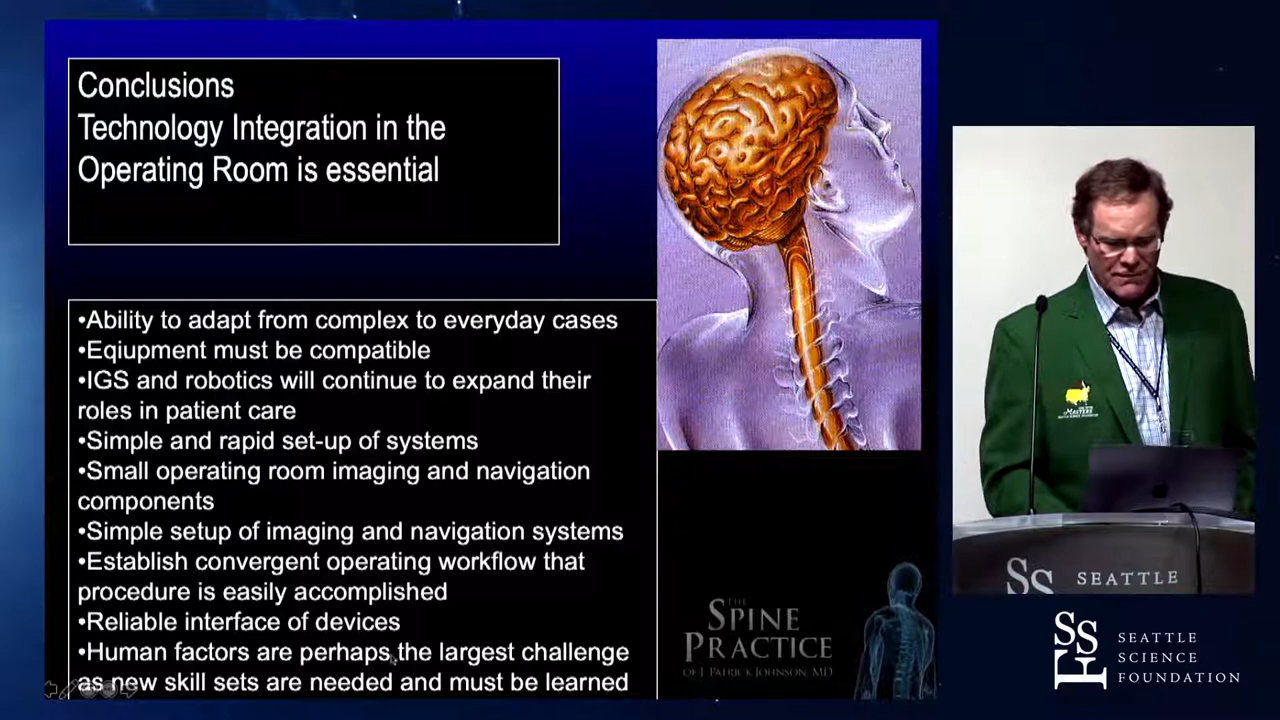 Conclusions
Technology Integration in the
Operating Room is essential
•Ability to adapt from complex to everyday cases
•Eqiupment must be compatible
•IGS and robotics will continue to expand their
roles in patient care
•Simple and rapid set-up of systems
•Small operating room imaging and navigation
components
•Simple setup of imaging and navigation systems
•Establish convergent operating workflow that
procedure is easily accomplished
•Reliable interface of devices
•Human factors are perhaps the largest challenge
as new skill sets are needed and must be learned
THE
SPINE
PRACTICE
OF J. PATRICK JOHNSON, MD
MASTERS
SS SEATTLE
SSF
SEATTLE
SCIENCE
FOUNDATION